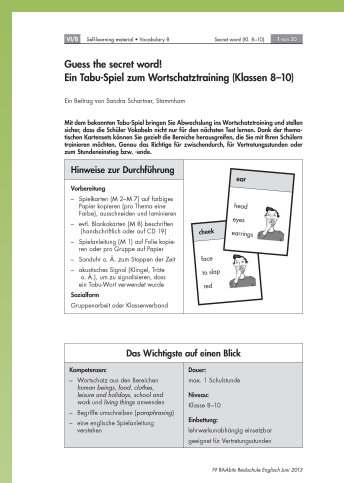 VI/B Self-learning material • Vocabulary 8 Secret word (Kl. 8–10) 1 von 20
Guess the secret word!
Ein Tabu-Spiel zum Wortschatztraining (Klassen 8–10)
Ein Beitrag von Sandra Schartner, Stammham
Mit dem bekannten Tabu-Spiel bringen Sie Abwechslung ins Wortschatztraining und stellen
sicher, dass die Schüler Vokabeln nicht nur für den nächsten Test lernen. Dank der thema-
tischen Kartensets können Sie gezielt die Bereiche herausgreifen, die Sie mit Ihren Schülern
trainieren möchten. Genau das Richtige für zwischendurch, für Vertretungsstunden oder
zum Stundeneinstieg bzw. -ende.
Hinweise zur Durchführung
Vorbereitung
– Spielkarten (M 2–M 7) auf farbiges
Papier kopieren (pro Thema eine
Farbe), ausschneiden und laminieren
– evtl. Blankokarten (M 8) beschriften
(handschriftlich oder auf CD 19)
– Spielanleitung (M 1) auf Folie kopie-
ren oder pro Gruppe auf Papier
– Sanduhr o. Ä. zum Stoppen der Zeit
– akustisches Signal (Klingel, Tröte
o. Ä.), um zu signalisieren, dass
ein Tabu-Wort verwendet wurde
Sozialform
Gruppenarbeit oder Klassenverband
ear
head
eyes
earrings
cheek
face
to slap
red
Das Wichtigste auf einen Blick
Kompetenzen:
– Wortschatz aus den Bereichen
human beings, food, clothes,
leisure and holidays, school and
work und living things anwenden
– Begriffe umschreiben (paraphrasing)
– eine englische Spielanleitung
verstehen
Dauer:
max. 1 Schulstunde
Niveau:
Klasse 8–10
Einbettung:
lehrwerkunabhängig einsetzbar
geeignet für Vertretungsstunden
19 RAAbits Realschule Englisch Juni 2013